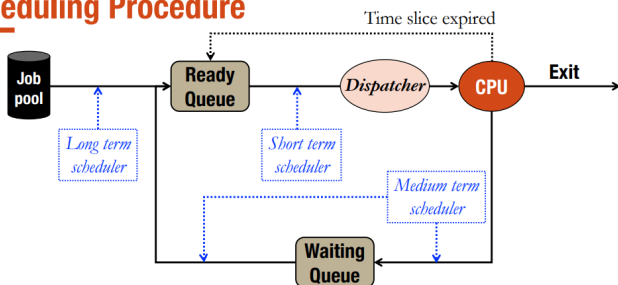 eduling Procedure
Time slice expired
Job
pool
Ready
Queue
Dispatcher
CPU
Exit
Long term
scheduler
Short term
scheduler
Medium term
scheduler
Waiting
Queue